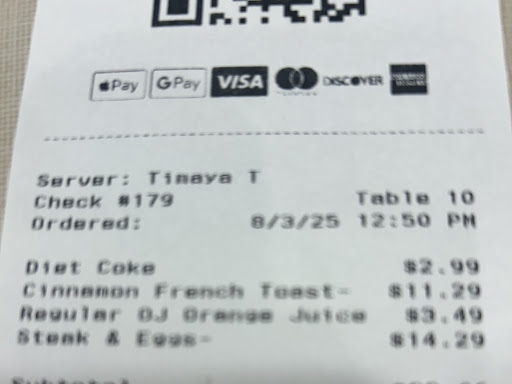 Pay G Pay VISA DISCOVER
Server: Timaya T
Check #179 Table 10
Ordered: 8/3/25 12:50 PM
Diet Coke $2.99
Cinnamon French Toast- $11.29
Regular OJ Orange Juice $3.49
Steak & Eggs- $14.29
Subtotal